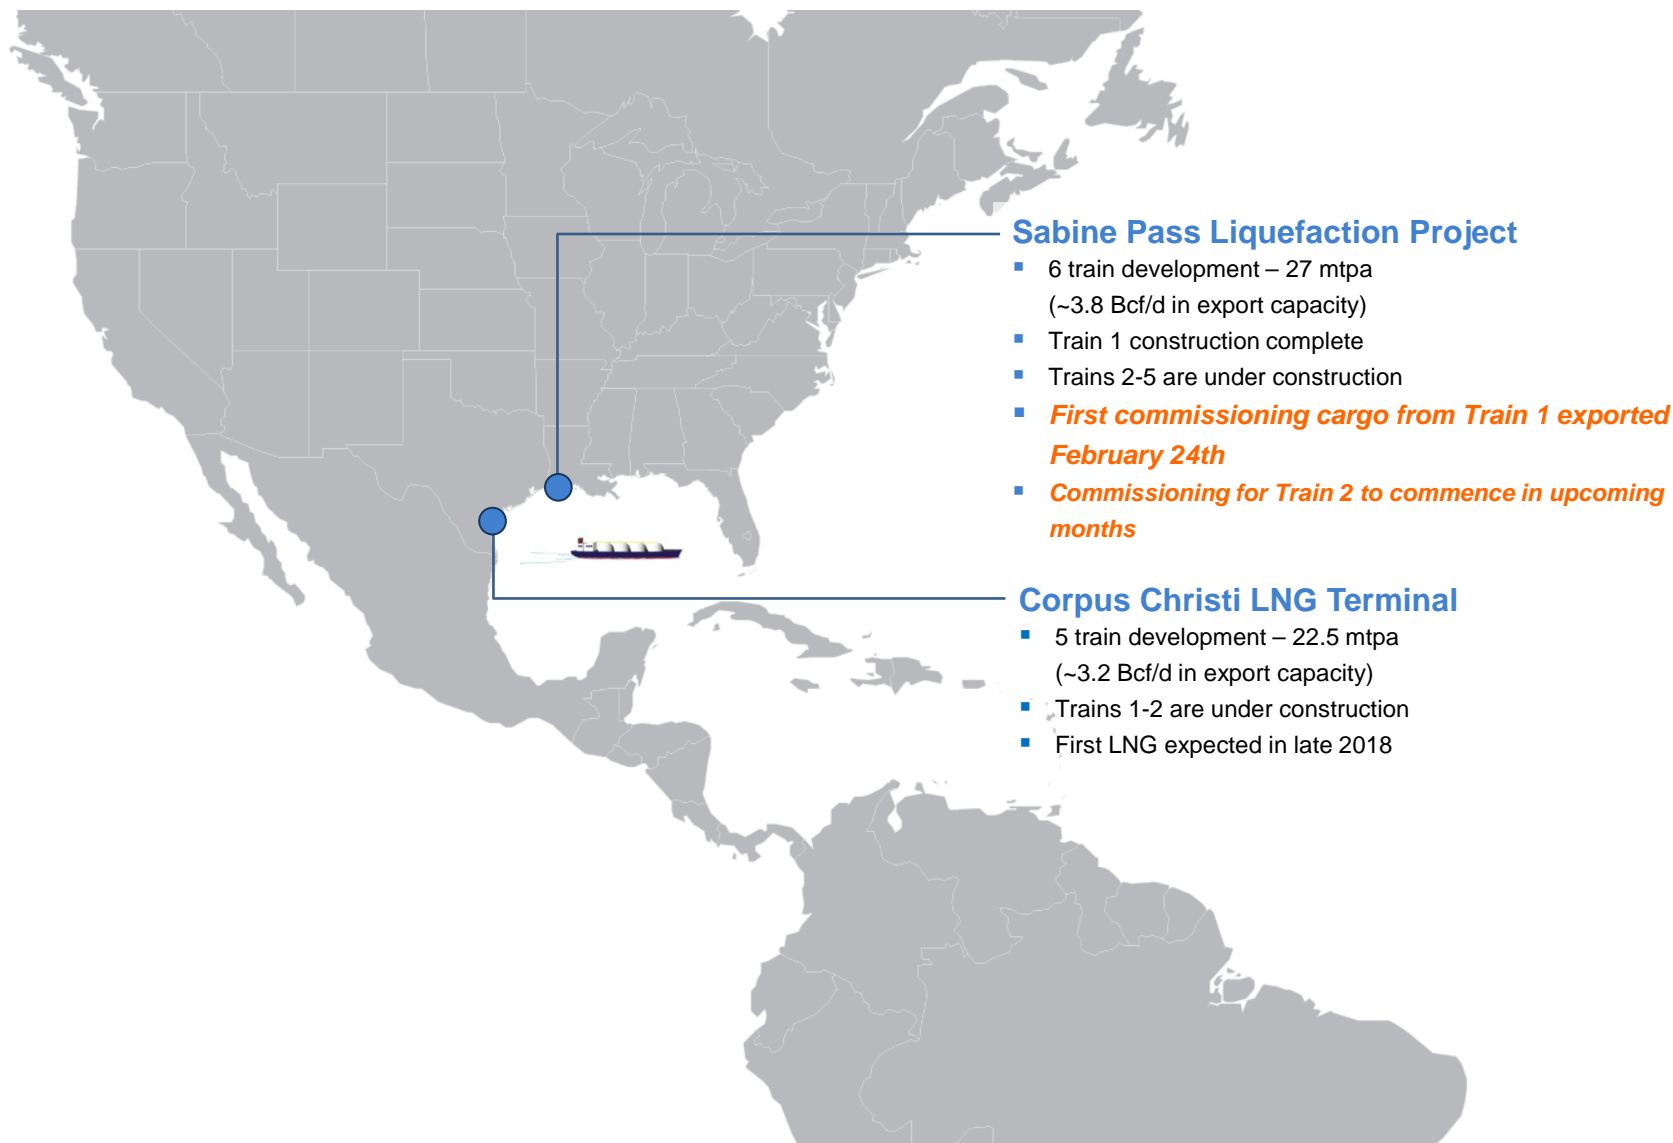 Sabine Pass Liquefaction Project
▪ 6 train development – 27 mtpa
(~3.8 Bcf/d in export capacity)
▪ Train 1 construction complete
▪ Trains 2-5 are under construction
▪ First commissioning cargo from Train 1 exported
February 24th
▪ Commissioning for Train 2 to commence in upcoming
months
Corpus Christi LNG Terminal
▪ 5 train development – 22.5 mtpa
(~3.2 Bcf/d in export capacity)
▪ Trains 1-2 are under construction
▪ First LNG expected in late 2018